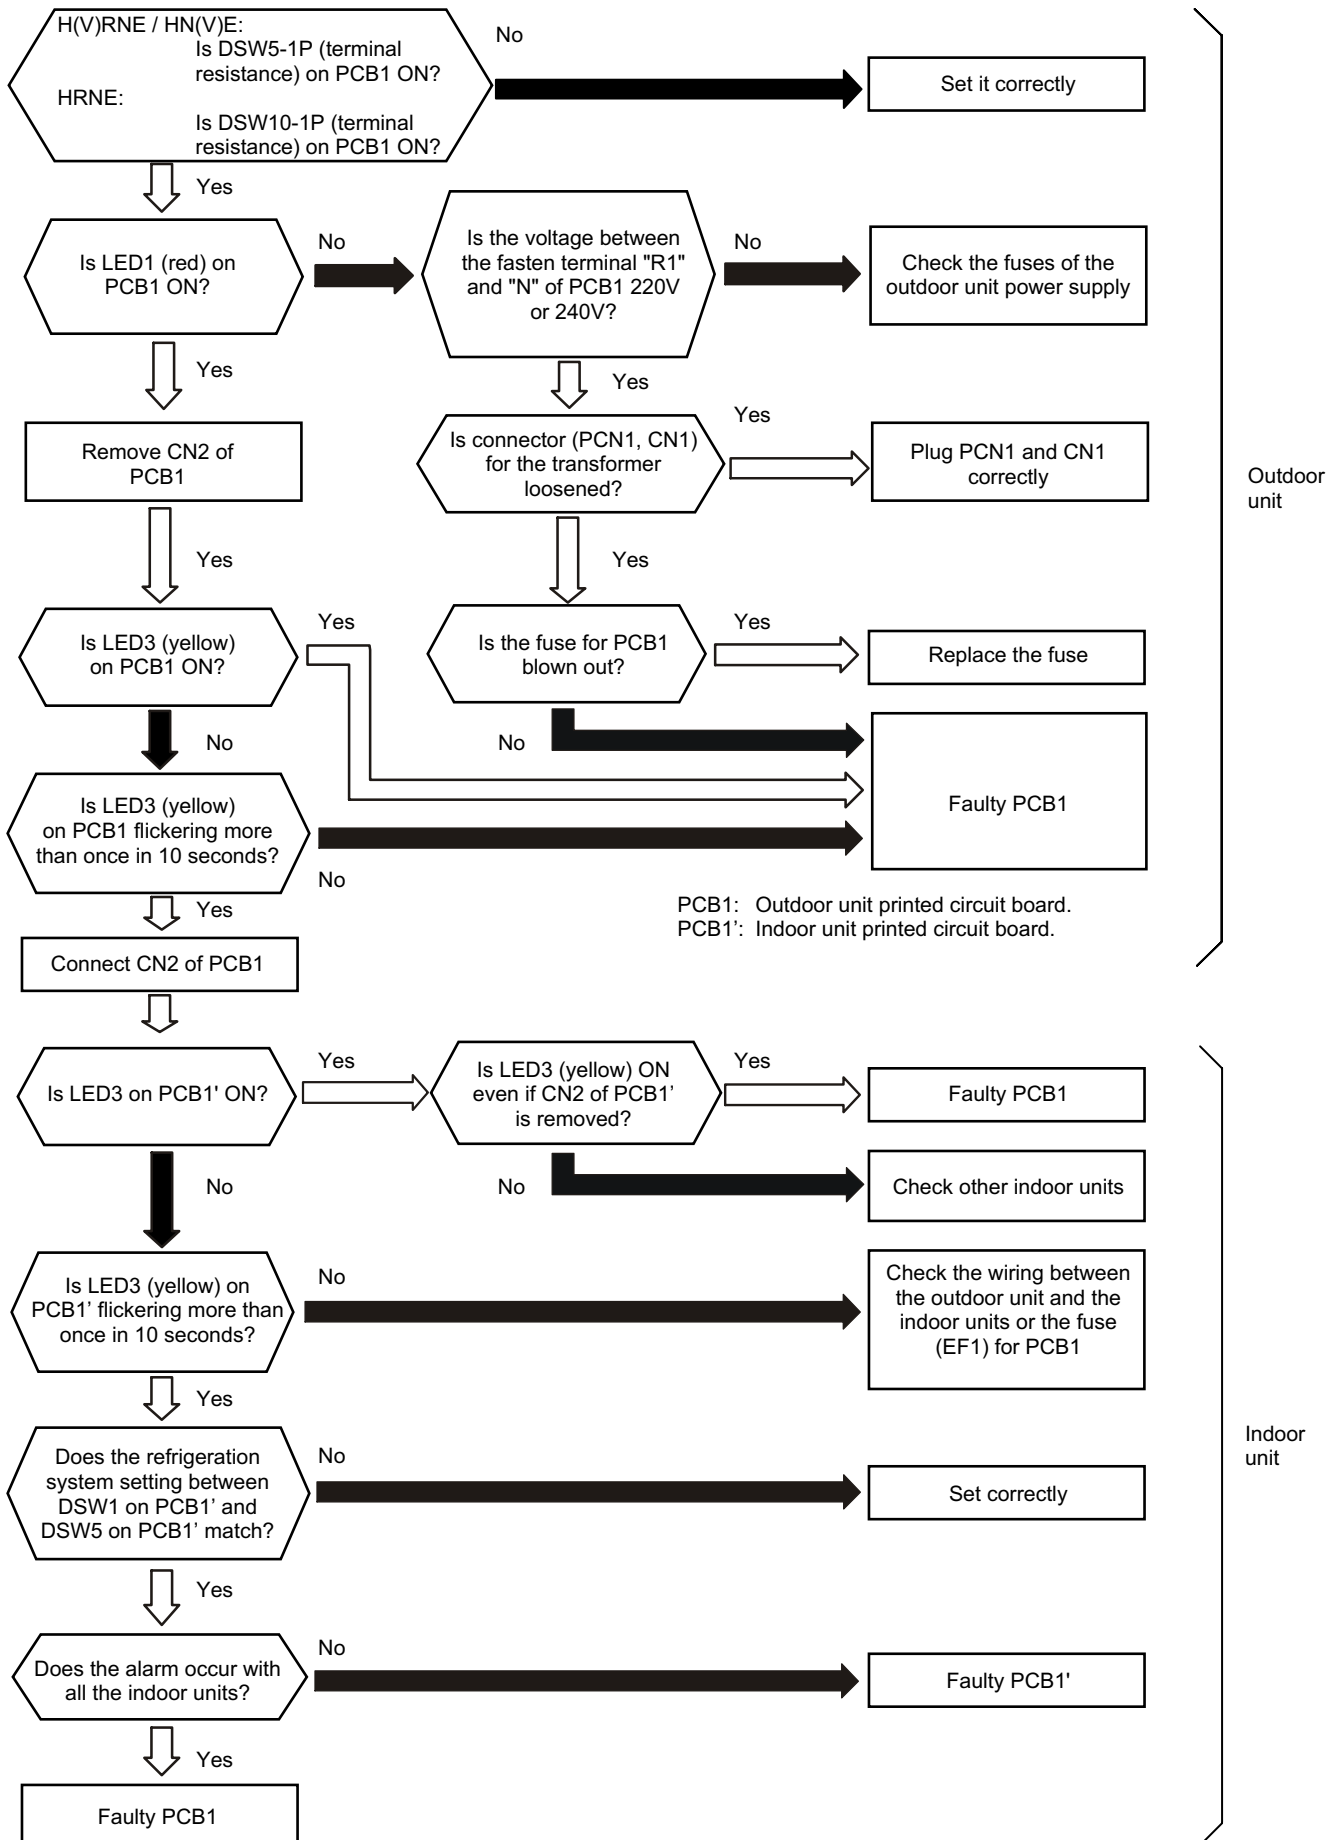 H(V)RNE / HN(V)E:
Is DSW5-1P (terminal
resistance) on PCB1 ON?
HRNE:
Is DSW10-1P (terminal
resistance) on PCB1 ON?
No
Set it correctly
Yes
Is LED1 (red) on
PCB1 ON?
No
Is the voltage between
the fasten terminal "R1"
and "N" of PCB1 220V
or 240V?
No
Check the fuses of the
outdoor unit power supply
Yes
Yes
Remove CN2 of
PCB1
Is connector (PCN1, CN1)
for the transformer
loosened?
Yes
Plug PCN1 and CN1
correctly
Outdoor
unit
Yes
Yes
Is LED3 (yellow)
on PCB1 ON?
Yes
Is the fuse for PCB1
blown out?
Yes
Replace the fuse
No
No
Faulty PCB1
Is LED3 (yellow)
on PCB1 flickering more
than once in 10 seconds?
No
Yes
PCB1: Outdoor unit printed circuit board.
PCB1’: Indoor unit printed circuit board.
Connect CN2 of PCB1
Is LED3 on PCB1' ON?
Yes
Is LED3 (yellow) ON
even if CN2 of PCB1’
is removed?
Yes
Faulty PCB1
No
No
Check other indoor units
Is LED3 (yellow) on
PCB1’ flickering more than
once in 10 seconds?
No
Check the wiring between
the outdoor unit and the
indoor units or the fuse
(EF1) for PCB1
Yes
Indoor
unit
Does the refrigeration
system setting between
DSW1 on PCB1’ and
DSW5 on PCB1’ match?
No
Set correctly
Yes
Does the alarm occur with
all the indoor units?
No
Faulty PCB1'
Yes
Faulty PCB1